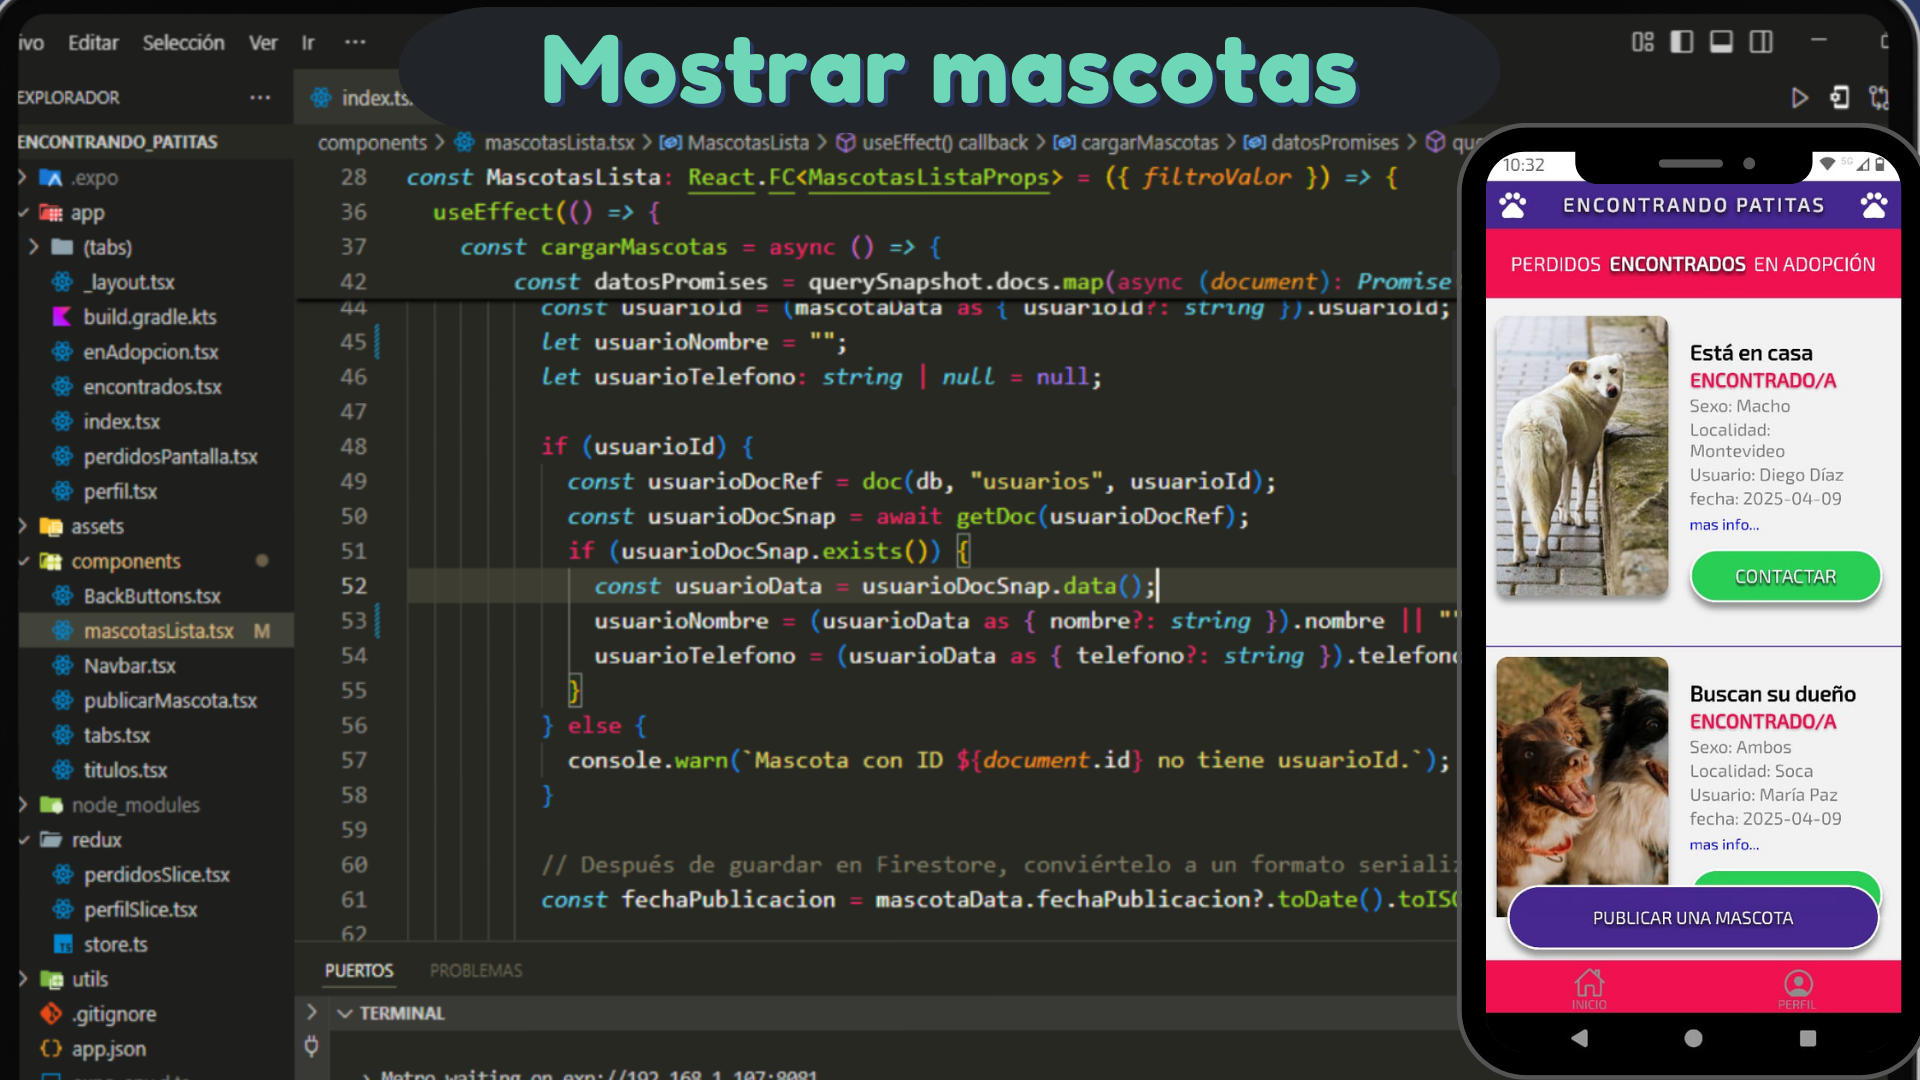 Mostrar mascotas
ivo Editar Selección Ver Ir ···
EXPLORADOR ···
ENCONTRANDO_PATITAS
.expo
app
(tabs)
_layout.tsx
build.gradle.kts
enAdopcion.tsx
encontrados.tsx
index.tsx
perdidosPantalla.tsx
perfil.tsx
assets
components
BackButtons.tsx
mascotasLista.tsx M
Navbar.tsx
publicarMascota.tsx
tabs.tsx
titulos.tsx
node_modules
redux
perdidosSlice.tsx
perfilSlice.tsx
store.ts
utils
.gitignore
app.json
index.ts
components > mascotasLista.tsx > MascotasLista > useEffect() callback > cargarMascotas > datosPromises > que
28 const MascotasLista: React.FC<MascotasListaProps> = ({ filtroValor }) => {
36 useEffect(() => {
37 const cargarMascotas = async () => {
42 const datosPromises = querySnapshot.docs.map(async (document): Promise
44 const usuarioId = (mascotaData as { usuarioId?: string }).usuarioId;
45 let usuarioNombre = "";
46 let usuarioTelefono: string | null = null;
47
48 if (usuarioId) {
49 const usuarioDocRef = doc(db, "usuarios", usuarioId);
50 const usuarioDocSnap = await getDoc(usuarioDocRef);
51 if (usuarioDocSnap.exists()) {
52 const usuarioData = usuarioDocSnap.data();
53 usuarioNombre = (usuarioData as { nombre?: string }).nombre || ""
54 usuarioTelefono = (usuarioData as { telefono?: string }).telefono
55 }
56 } else {
57 console.warn(`Mascota con ID ${document.id} no tiene usuarioId.`);
58 }
59
60 // Después de guardar en Firestore, conviértelo a un formato seriali
61 const fechaPublicacion = mascotaData.fechaPublicacion?.toDate().toISO
62
PUERTOS PROBLEMAS
TERMINAL
› Metro waiting on exp://192.168.1.107:8081
10:32 5G
ENCONTRANDO PATITAS
PERDIDOS ENCONTRADOS EN ADOPCIÓN
Está en casa
ENCONTRADO/A
Sexo: Macho
Localidad:
Montevideo
Usuario: Diego Díaz
fecha: 2025-04-09
mas info...
CONTACTAR
Buscan su dueño
ENCONTRADO/A
Sexo: Ambos
Localidad: Soca
Usuario: María Paz
fecha: 2025-04-09
mas info...
PUBLICAR UNA MASCOTA
INICIO PERFIL